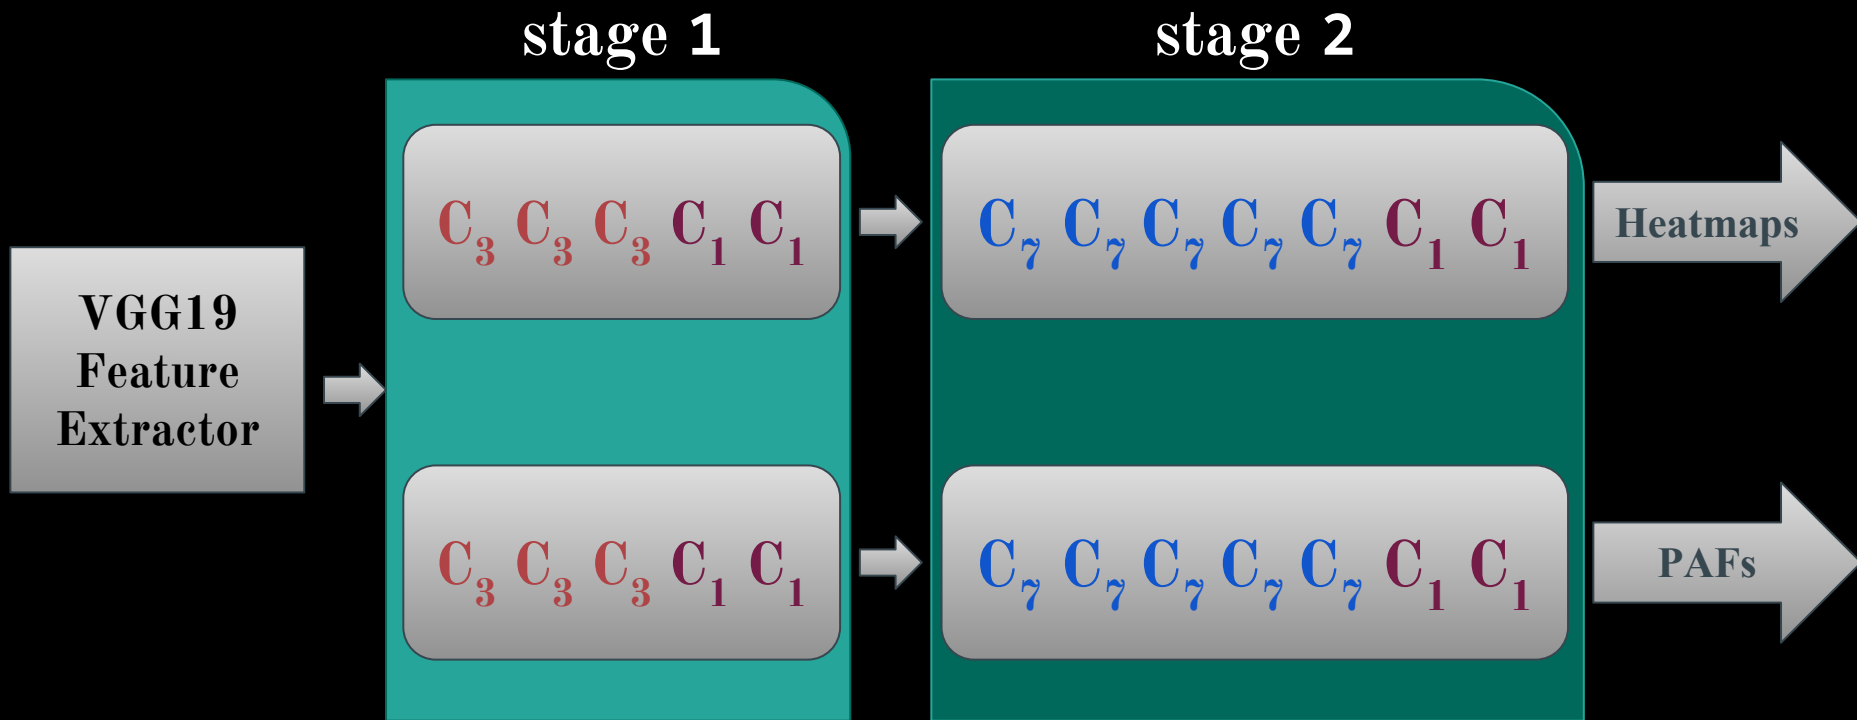 stage 1
stage 2
C₃ C₃ C₃ C₁ C₁
C₇ C₇ C₇ C₇ C₇ C₁ C₁
Heatmaps
VGG19
Feature
Extractor
C₃ C₃ C₃ C₁ C₁
C₇ C₇ C₇ C₇ C₇ C₁ C₁
PAFs